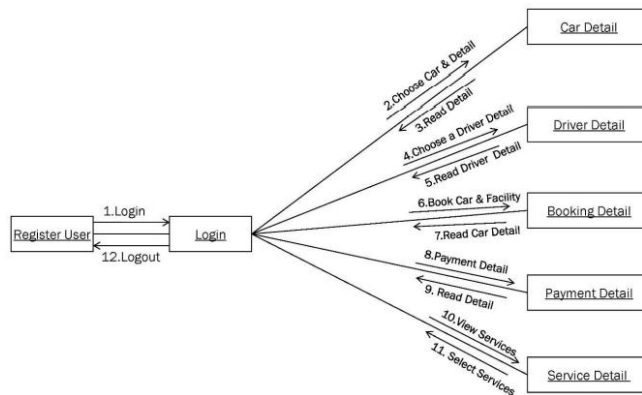 Car Detail
2.Choose Car & Detail
3.Read Detail
Driver Detail
4.Choose a Driver Detail
5.Read Driver Detail
6.Book Car & Facility
Booking Detail
7.Read Car Detail
1.Login
Register User
Login
12.Logout
8.Payment Detail
9. Read Detail
Payment Detail
10.View Services
11. Select Services
Service Detail